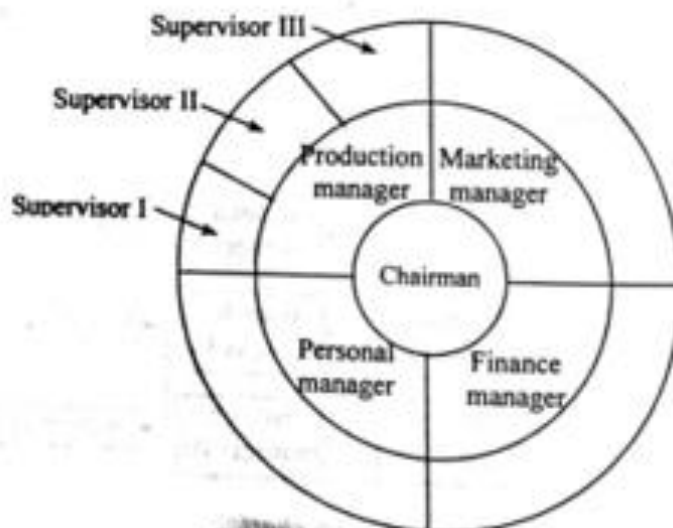 Supervisor III
Supervisor II
Supervisor I
Production
manager
Marketing
manager
Chairman
Personal
manager
Finance
manager